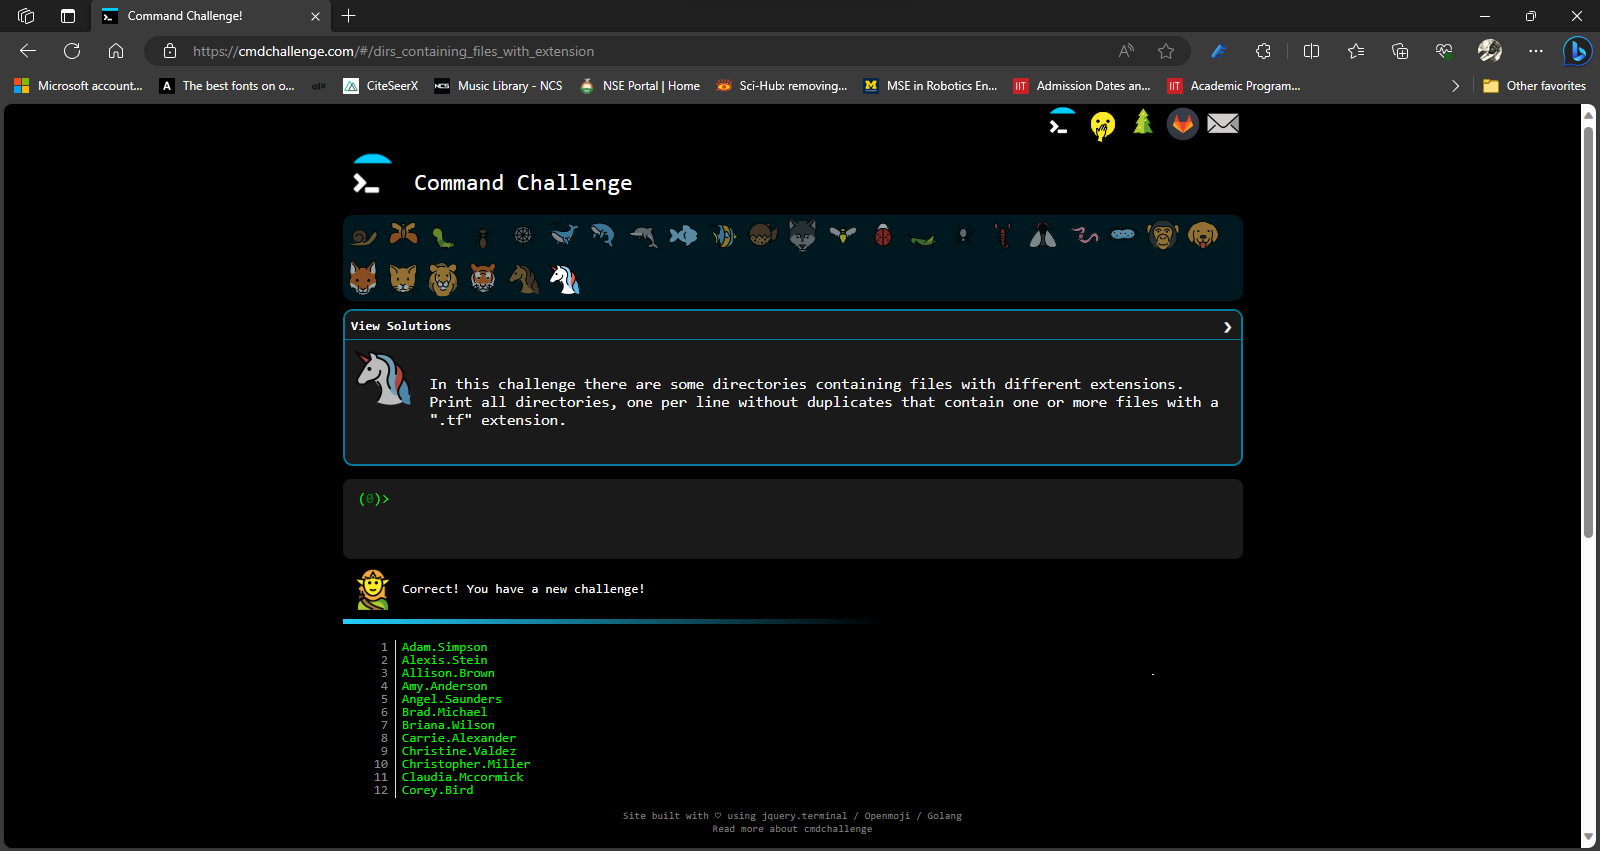 Command Challenge!
https://cmdchallenge.com/#/dirs_containing_files_with_extension
Microsoft account... The best fonts on o... CiteSeerX Music Library - NCS NSE Portal | Home Sci-Hub: removing... MSE in Robotics En... Admission Dates an... Academic Program... Other favorites
Command Challenge
View Solutions
In this challenge there are some directories containing files with different extensions.
Print all directories, one per line without duplicates that contain one or more files with a
".tf" extension.
(0)>
Correct! You have a new challenge!
1 Adam.Simpson
2 Alexis.Stein
3 Allison.Brown
4 Amy.Anderson
5 Angel.Saunders
6 Brad.Michael
7 Briana.Wilson
8 Carrie.Alexander
9 Christine.Valdez
10 Christopher.Miller
11 Claudia.Mccormick
12 Corey.Bird
Site built with ♡ using jquery.terminal / Openmoji / Golang
Read more about cmdchallenge